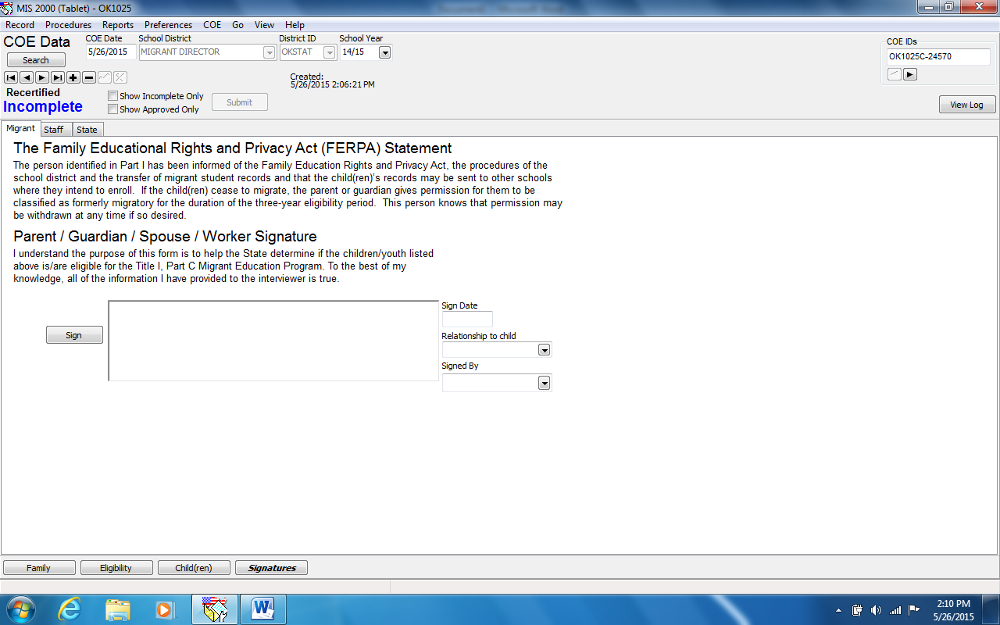 MIS 2000 (Tablet) - OK1025
Record Procedures Reports Preferences COE Go View Help
COE Data
COE Date School District District ID School Year
5/26/2015 MIGRANT DIRECTOR OKSTAT 14/15
Search
COE IDs
OK1025C-24570
Created:
5/26/2015 2:06:21 PM
Recertified
Incomplete
Show Incomplete Only
Show Approved Only
Submit
View Log
Migrant Staff State
The Family Educational Rights and Privacy Act (FERPA) Statement
The person identified in Part I has been informed of the Family Education Rights and Privacy Act, the procedures of the
school district and the transfer of migrant student records and that the child(ren)'s records may be sent to other schools
where they intend to enroll. If the child(ren) cease to migrate, the parent or guardian gives permission for them to be
classified as formerly migratory for the duration of the three-year eligibility period. This person knows that permission may
be withdrawn at any time if so desired.
Parent / Guardian / Spouse / Worker Signature
I understand the purpose of this form is to help the State determine if the children/youth listed
above is/are eligible for the Title I, Part C Migrant Education Program. To the best of my
knowledge, all of the information I have provided to the interviewer is true.
Sign
Sign Date
Relationship to child
Signed By
Family Eligibility Child(ren) Signatures
2:10 PM
5/26/2015